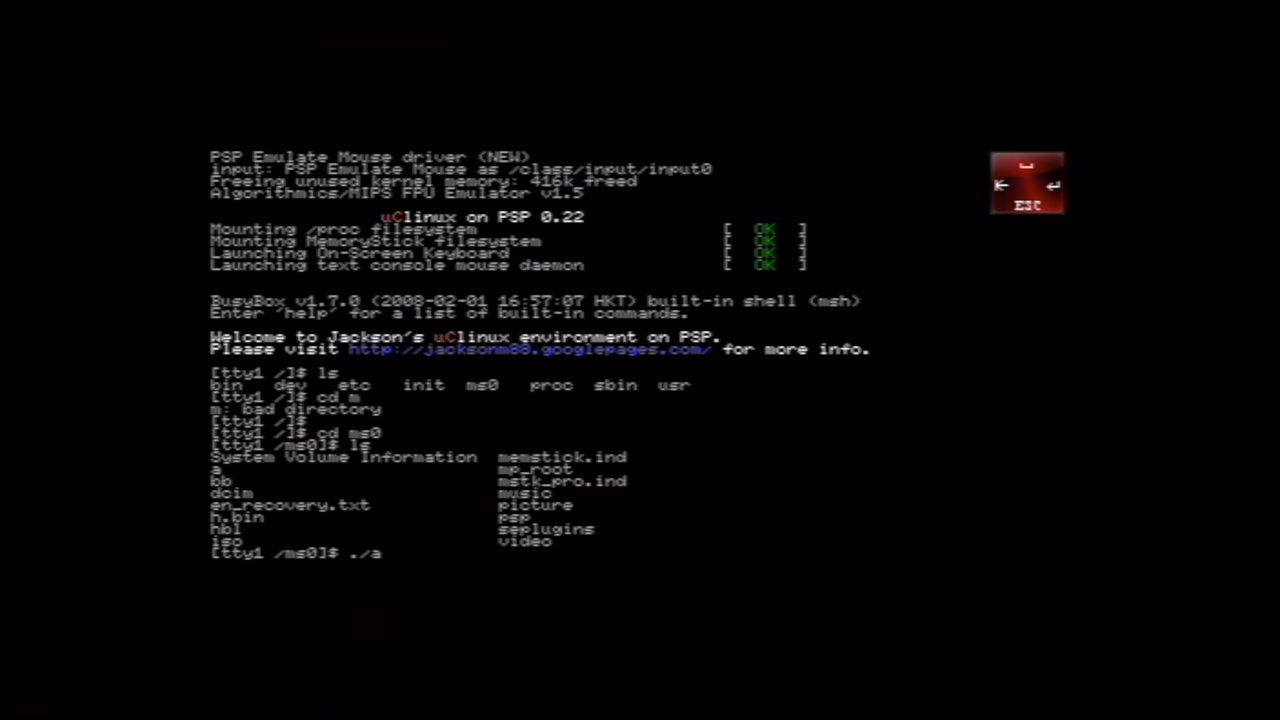 PSP Emulate Mouse driver (NEW)
input: PSP Emulate Mouse as /class/input/input0
Freeing unused kernel memory: 416k freed
Algorithmics/MIPS FPU Emulator v1.5
uClinux on PSP 0.22
Mounting /proc filesystem [ OK ]
Mounting MemoryStick filesystem [ OK ]
Launching On-Screen Keyboard [ OK ]
Launching text console mouse daemon [ OK ]
BusyBox v1.7.0 (2008-02-01 16:57:07 HKT) built-in shell (msh)
Enter 'help' for a list of built-in commands.
Welcome to Jackson's uClinux environment on PSP.
Please visit http://jacksonm88.googlepages.com/ for more info.
[tty1 /]$ ls
bin dev etc init ms0 proc sbin usr
[tty1 /]$ cd m
m: bad directory
[tty1 /]$
[tty1 /]$ cd ms0
[tty1 /ms0]$ ls
System Volume Information memstick.ind
a mp_root
bb mstk_pro.ind
dcim music
en_recovery.txt picture
h.bin psp
hbl seplugins
iso video
[tty1 /ms0]$ ./a
ESC